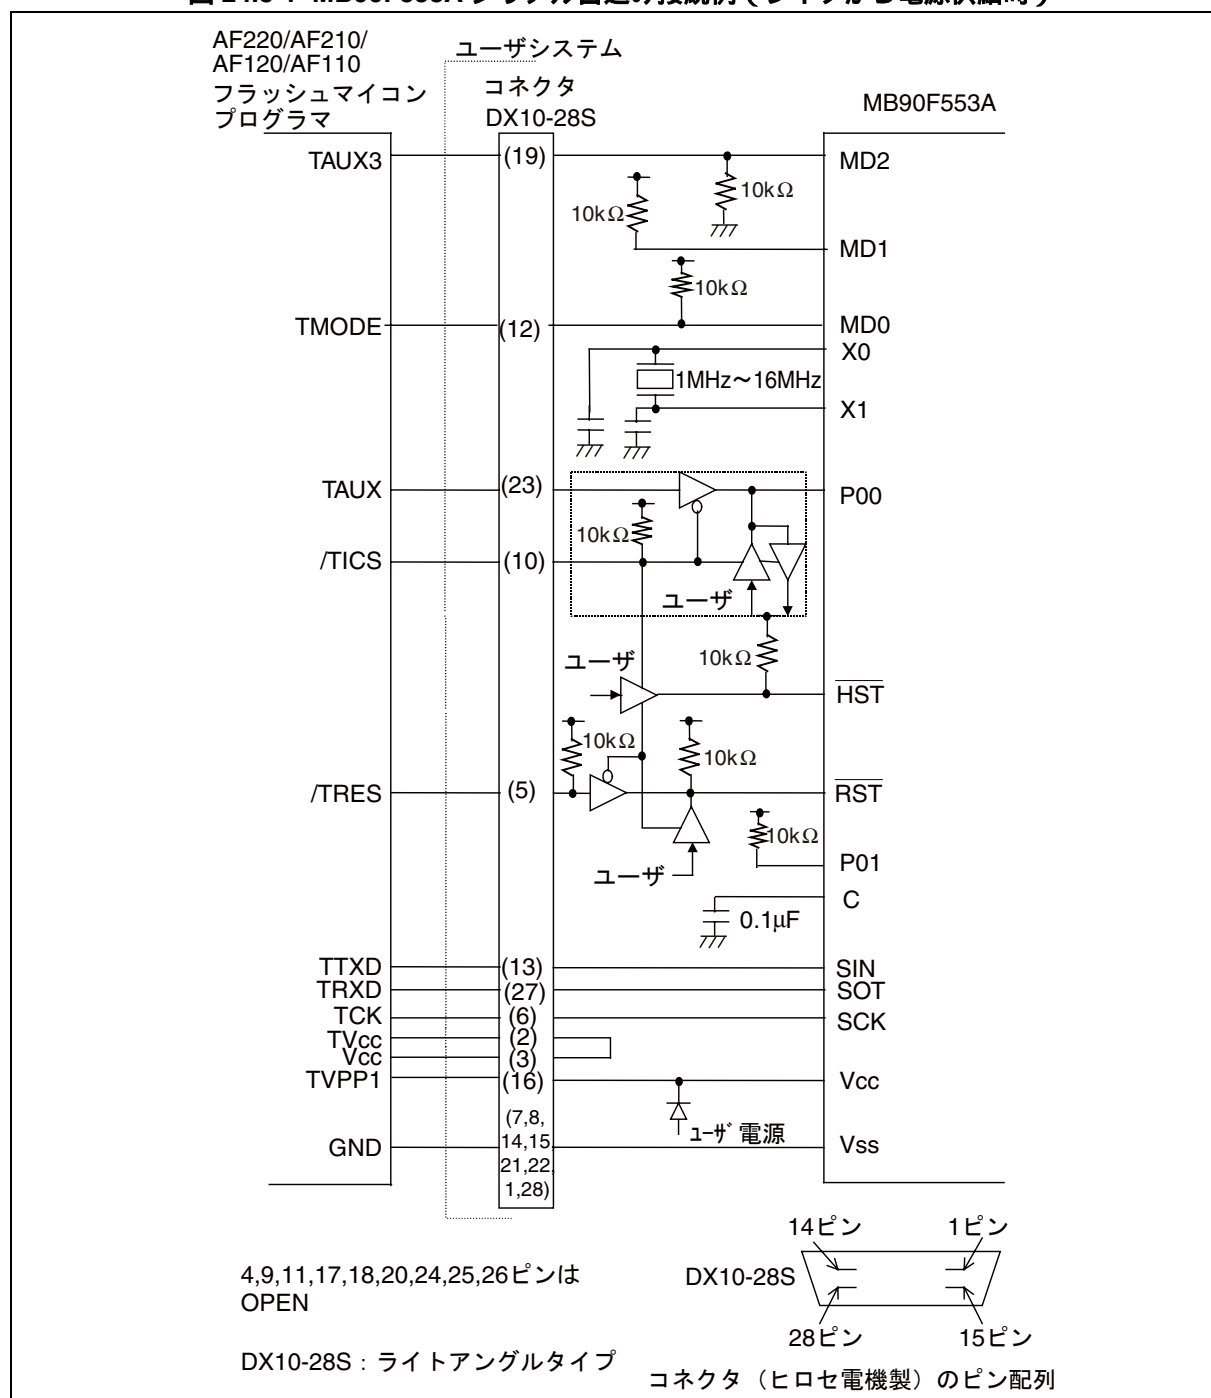 AF220/AF210/
AF120/AF110
フラッシュマイコン
プログラマ
ユーザシステム
コネクタ
DX10-28S
MB90F553A
TAUX3
(19)
MD2
10kΩ
10kΩ
MD1
10kΩ
TMODE
(12)
MD0
X0
1MHz～16MHz
X1
TAUX
(23)
P00
10kΩ
/TICS
(10)
ユーザ
ユーザ
10kΩ
HST
10kΩ
10kΩ
/TRES
(5)
RST
10kΩ
P01
ユーザ
C
0.1µF
TTXD
(13)
SIN
TRXD
(27)
SOT
TCK
(6)
SCK
TVcc
(2)
Vcc
(3)
TVPP1
(16)
Vcc
ﾕｰｻﾞ電源
GND
(7,8,
14,15,
21,22,
1,28)
Vss
4,9,11,17,18,20,24,25,26ピンは
OPEN
DX10-28S：ライトアングルタイプ
14ピン
1ピン
DX10-28S
28ピン
15ピン
コネクタ（ヒロセ電機製）のピン配列